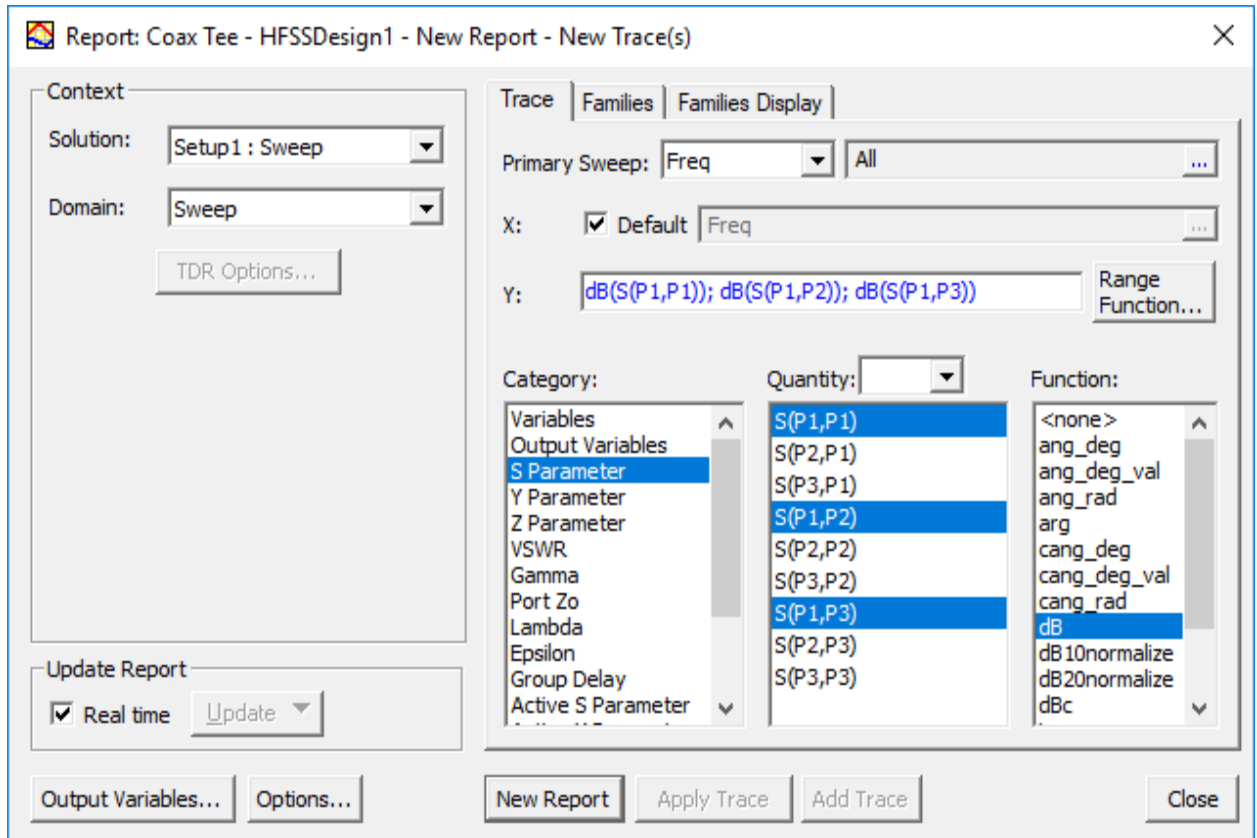 Report: Coax Tee - HFSSDesign1 - New Report - New Trace(s)
Context
Solution:
Setup1 : Sweep
Domain:
Sweep
TDR Options...
Update Report
Real time
Update
Output Variables...
Options...
Trace
Families
Families Display
Primary Sweep:
Freq
All
...
X:
Default
Freq
...
Y:
dB(S(P1,P1)); dB(S(P1,P2)); dB(S(P1,P3))
Range
Function...
Category:
Variables
Output Variables
S Parameter
Y Parameter
Z Parameter
VSWR
Gamma
Port Zo
Lambda
Epsilon
Group Delay
Active S Parameter
Quantity:
S(P1,P1)
S(P2,P1)
S(P3,P1)
S(P1,P2)
S(P2,P2)
S(P3,P2)
S(P1,P3)
S(P2,P3)
S(P3,P3)
Function:
<none>
ang_deg
ang_deg_val
ang_rad
arg
cang_deg
cang_deg_val
cang_rad
dB
dB10normalize
dB20normalize
dBc
New Report
Apply Trace
Add Trace
Close